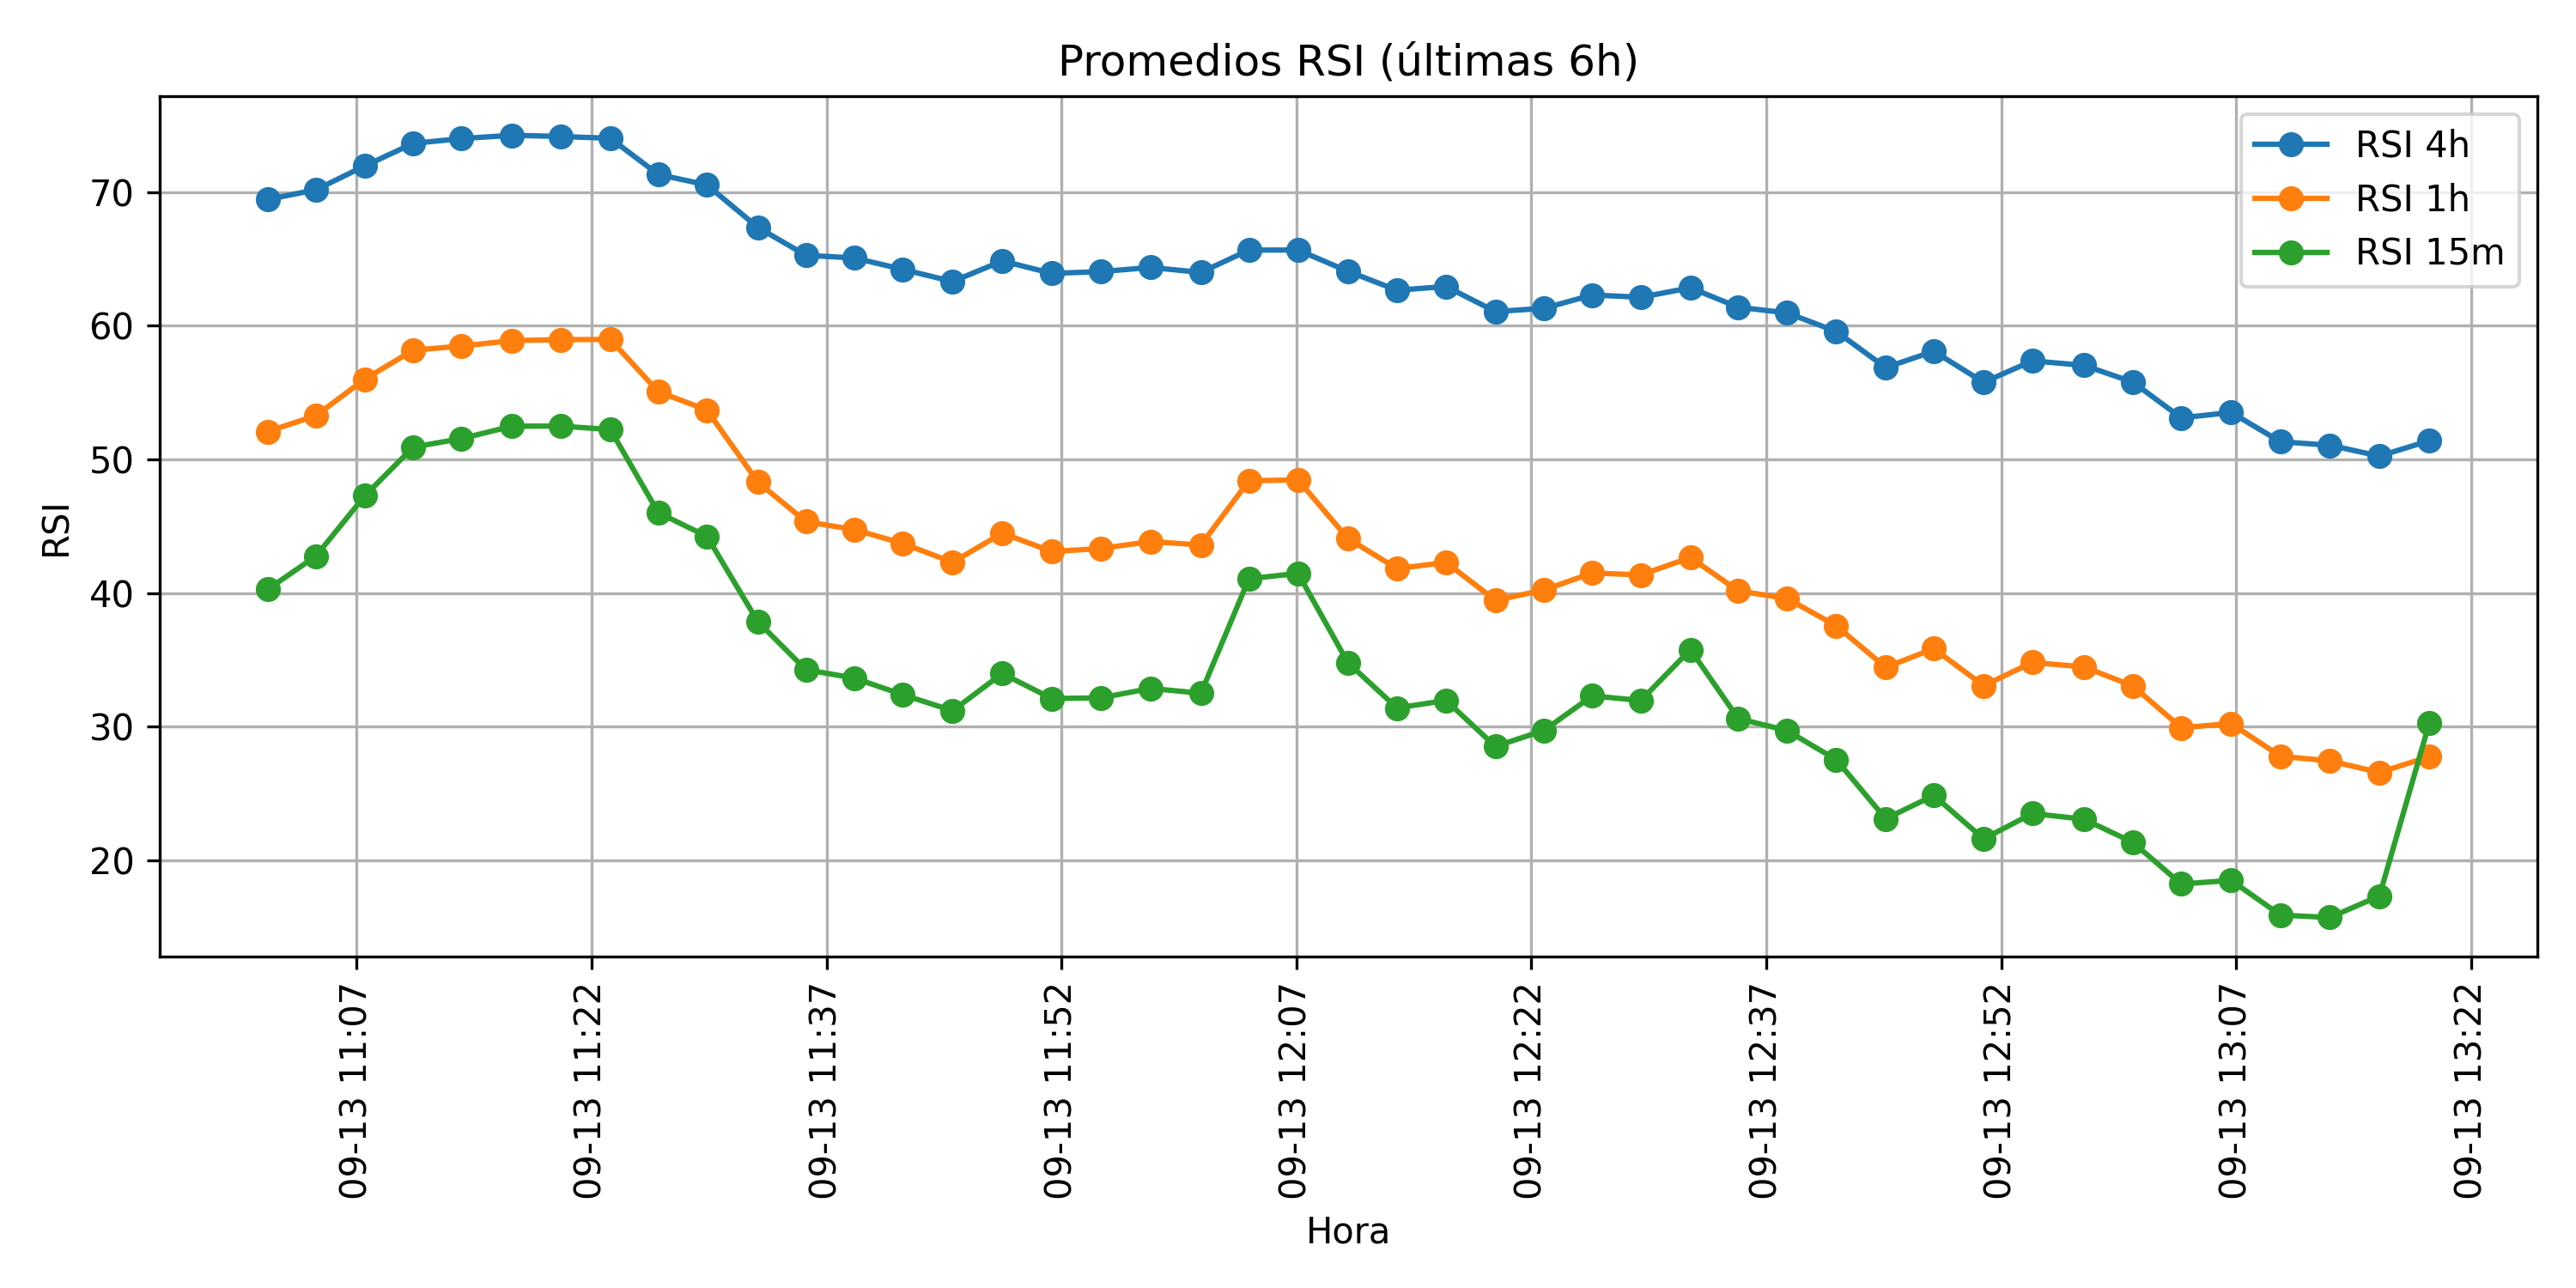 Promedios RSI (últimas 6h)
RSI 4h
RSI 1h
RSI 15m
RSI
70
60
50
40
30
20
09-13 11:07
09-13 11:22
09-13 11:37
09-13 11:52
09-13 12:07
09-13 12:22
09-13 12:37
09-13 12:52
09-13 13:07
09-13 13:22
Hora